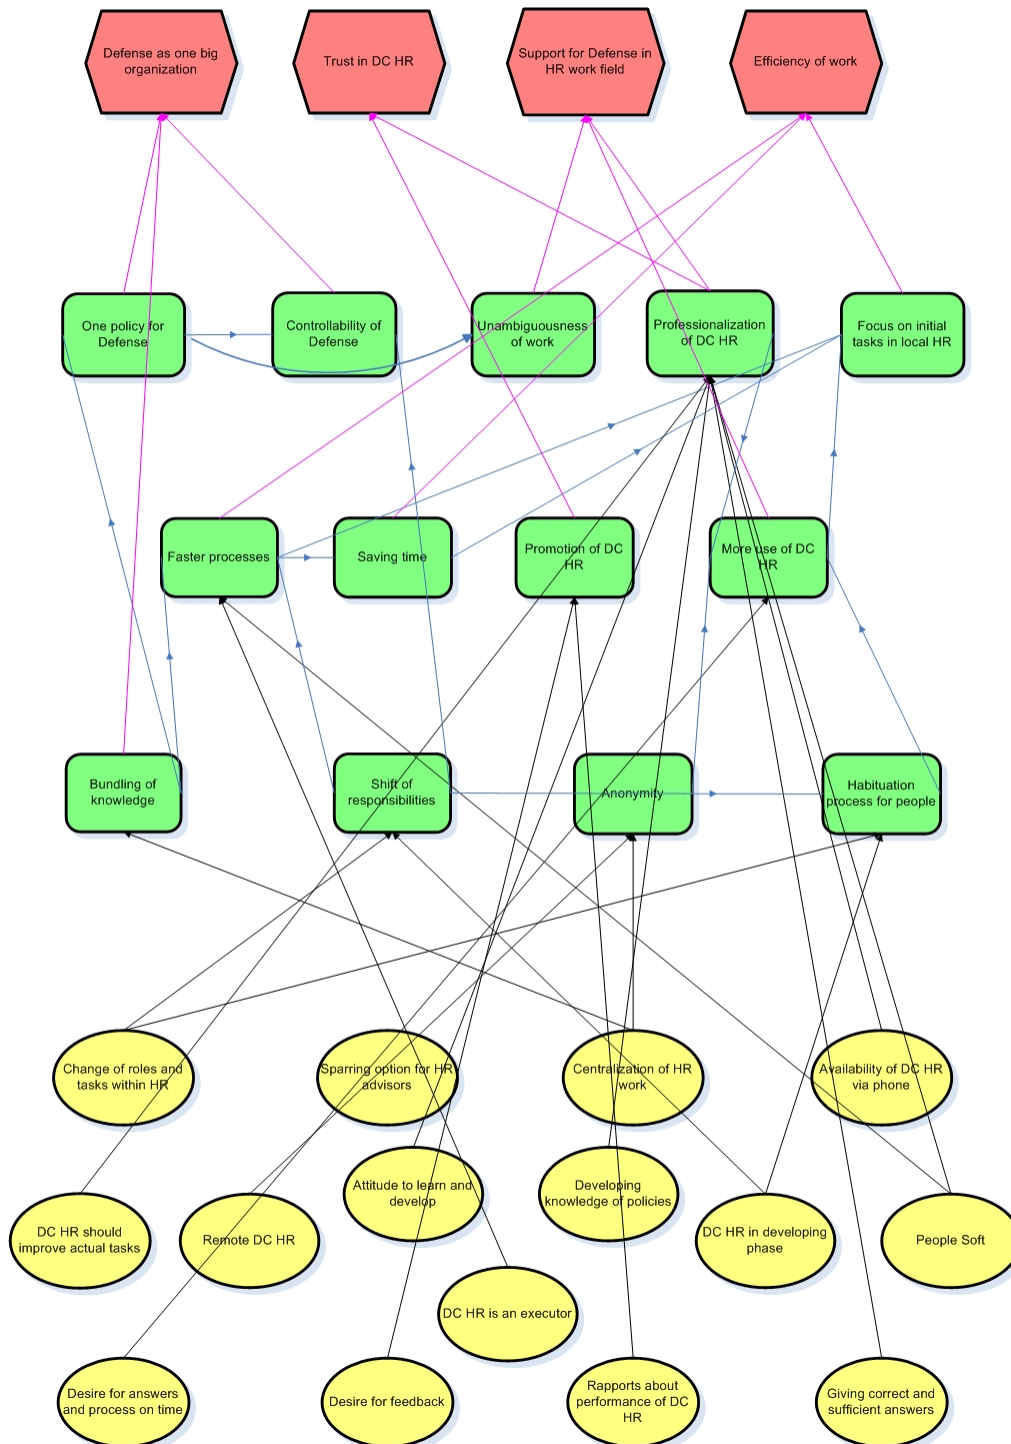 Defense as one big
organization
Trust in DC HR
Support for Defense in
HR work field
Efficiency of work
One policy for
Defense
Controllability of
Defense
Unambiguousness
of work
Professionalization
of DC HR
Focus on initial
tasks in local HR
Faster processes
Saving time
Promotion of DC
HR
More use of DC
HR
Bundling of
knowledge
Shift of
responsibilities
Anonymity
Habituation
process for people
Change of roles and
tasks within HR
Sparring option for HR
advisors
Centralization of HR
work
Availability of DC HR
via phone
Attitude to learn and
develop
Developing
knowledge of policies
DC HR should
improve actual tasks
Remote DC HR
DC HR in developing
phase
People Soft
DC HR is an executor
Desire for answers
and process on time
Desire for feedback
Rapports about
performance of DC
HR
Giving correct and
sufficient answers